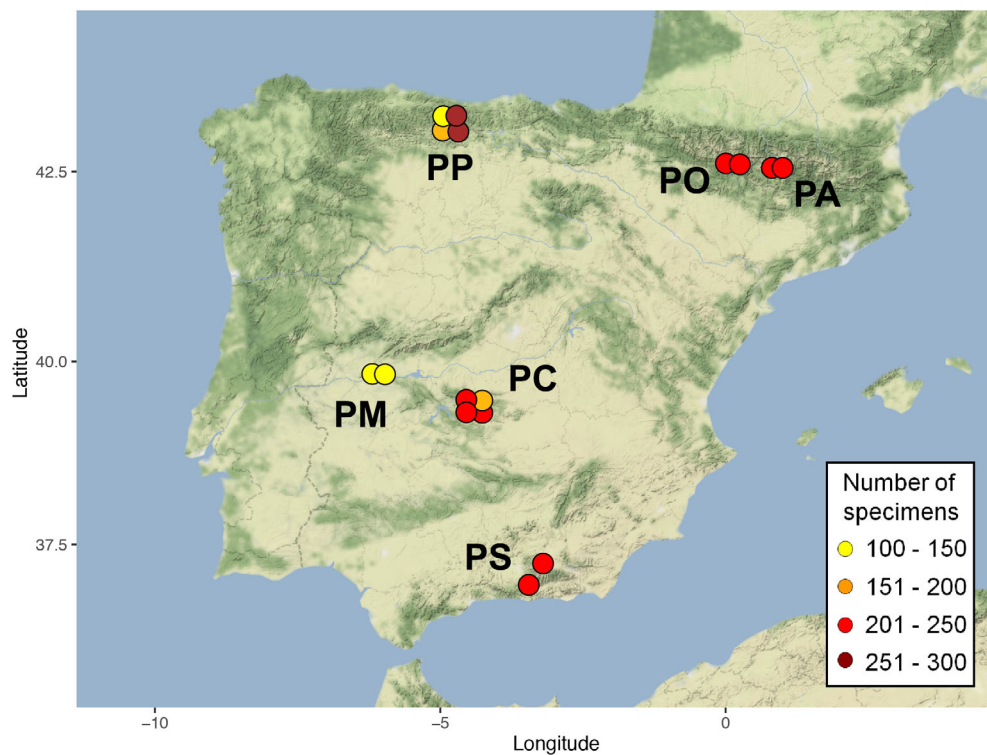 PP
PO
PA
PC
PM
PS
42.5
40.0
37.5
Latitude
−10
−5
0
Longitude
Number of
specimens
100 - 150
151 - 200
201 - 250
251 - 300